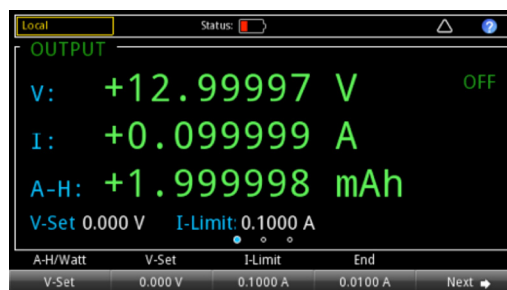 Local Status: ?
OUTPUT
V: +12.99997 V OFF
I: +0.099999 A
A-H: +1.999998 mAh
V-Set 0.000 V I-Limit: 0.1000 A
A-H/Watt V-Set I-Limit End
V-Set 0.000 V 0.1000 A 0.0100 A Next